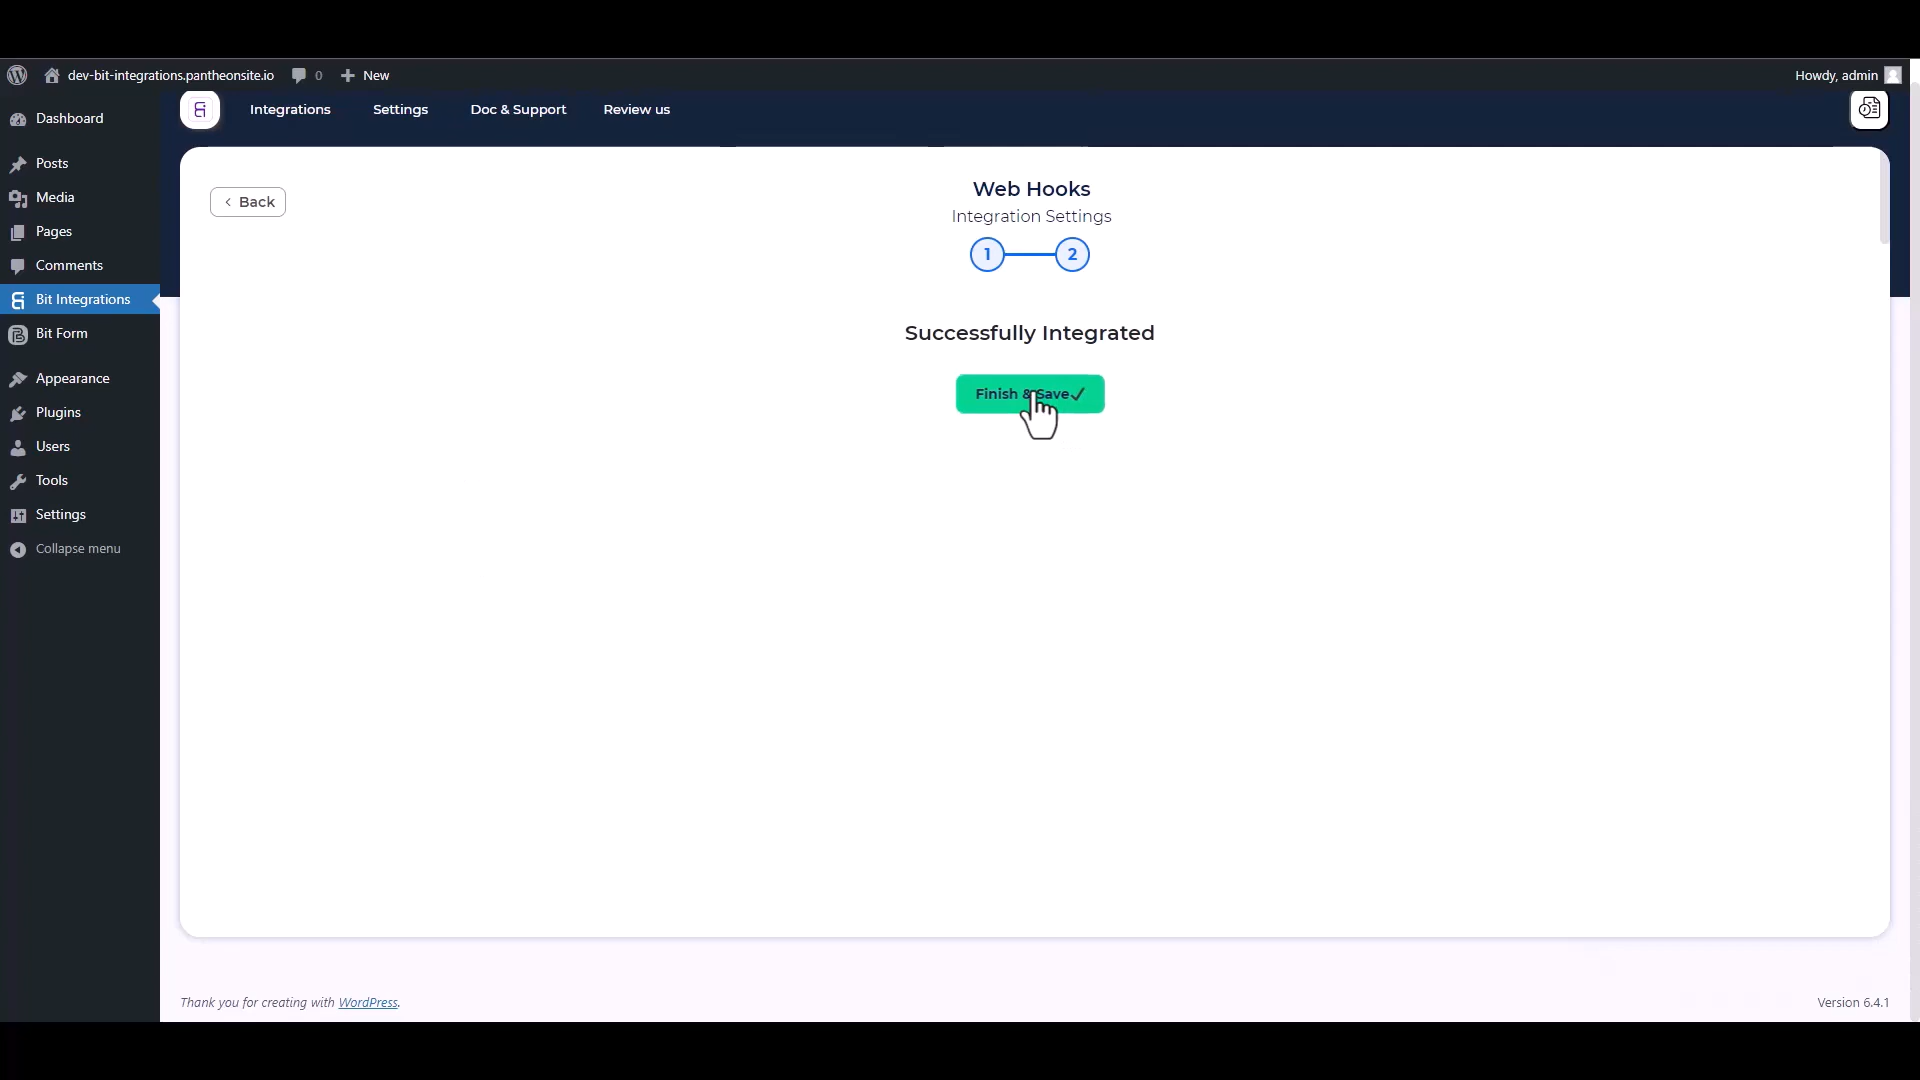 dev-bit-integrations.pantheonsite.io 0 New Howdy, admin
Integrations Settings Doc & Support Review us
Dashboard
Posts
Media
Pages
Comments
Bit Integrations
Bit Form
Appearance
Plugins
Users
Tools
Settings
Collapse menu
Back
Web Hooks
Integration Settings
1 2
Successfully Integrated
Finish & Save
Thank you for creating with WordPress.
Version 6.4.1